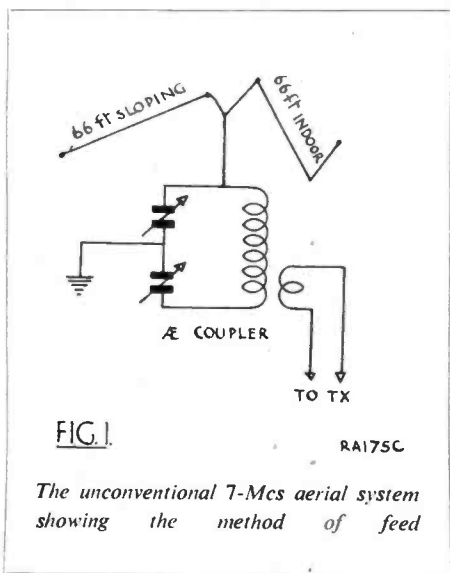 66 ft SLOPING
66 ft INDOOR
Æ COUPLER
TO TX
FIG. 1.
RA175C
The unconventional 7-Mcs aerial system
showing the method of feed